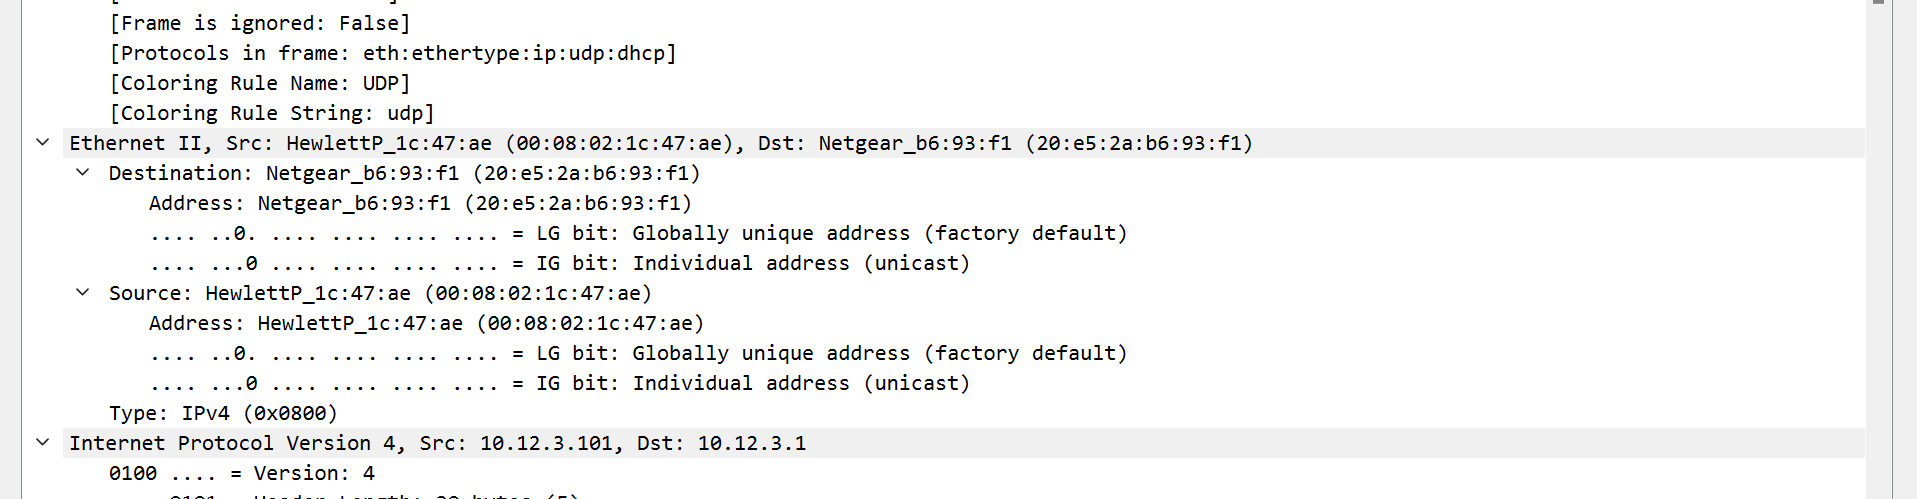 [Frame is ignored: False]
[Protocols in frame: eth:ethertype:ip:udp:dhcp]
[Coloring Rule Name: UDP]
[Coloring Rule String: udp]
Ethernet II, Src: HewlettP_1c:47:ae (00:08:02:1c:47:ae), Dst: Netgear_b6:93:f1 (20:e5:2a:b6:93:f1)
Destination: Netgear_b6:93:f1 (20:e5:2a:b6:93:f1)
Address: Netgear_b6:93:f1 (20:e5:2a:b6:93:f1)
.... ..0. .... .... .... .... = LG bit: Globally unique address (factory default)
.... ...0 .... .... .... .... = IG bit: Individual address (unicast)
Source: HewlettP_1c:47:ae (00:08:02:1c:47:ae)
Address: HewlettP_1c:47:ae (00:08:02:1c:47:ae)
.... ..0. .... .... .... .... = LG bit: Globally unique address (factory default)
.... ...0 .... .... .... .... = IG bit: Individual address (unicast)
Type: IPv4 (0x0800)
Internet Protocol Version 4, Src: 10.12.3.101, Dst: 10.12.3.1
0100 .... = Version: 4